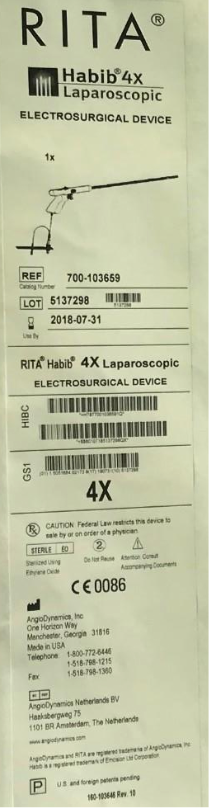 RITA®
Habib®4X
Laparoscopic
ELECTROSURGICAL DEVICE
1x
REF 700-103659
Catalog Number
LOT 5137298
5137298
2018-07-31
Use By
RITA® Habib® 4X Laparoscopic
ELECTROSURGICAL DEVICE
HIBC
GS1
4X
Rx CAUTION: Federal Law restricts this device to
sale by or on order of a physician.
STERILE EO
2
Sterilized Using
Ethylene Oxide
Do Not Reuse
Attention, Consult
Accompanying Documents
CE 0086
AngioDynamics, Inc
One Horizon Way
Manchester, Georgia 31816
Made in USA
Telephone 1-800-772-6446
1-518-798-1215
Fax 1-518-798-1360
AngioDynamics Netherlands BV
Haaksbergweg 75
1101 BR Amsterdam, The Netherlands
www.angiodynamics.com
AngioDynamics and RITA are registered trademarks of AngioDynamics, Inc
Habib is a registered trademark of Emcision Ltd Corporation.
P
U.S. and foreign patents pending.
160-103648 Rev. 10